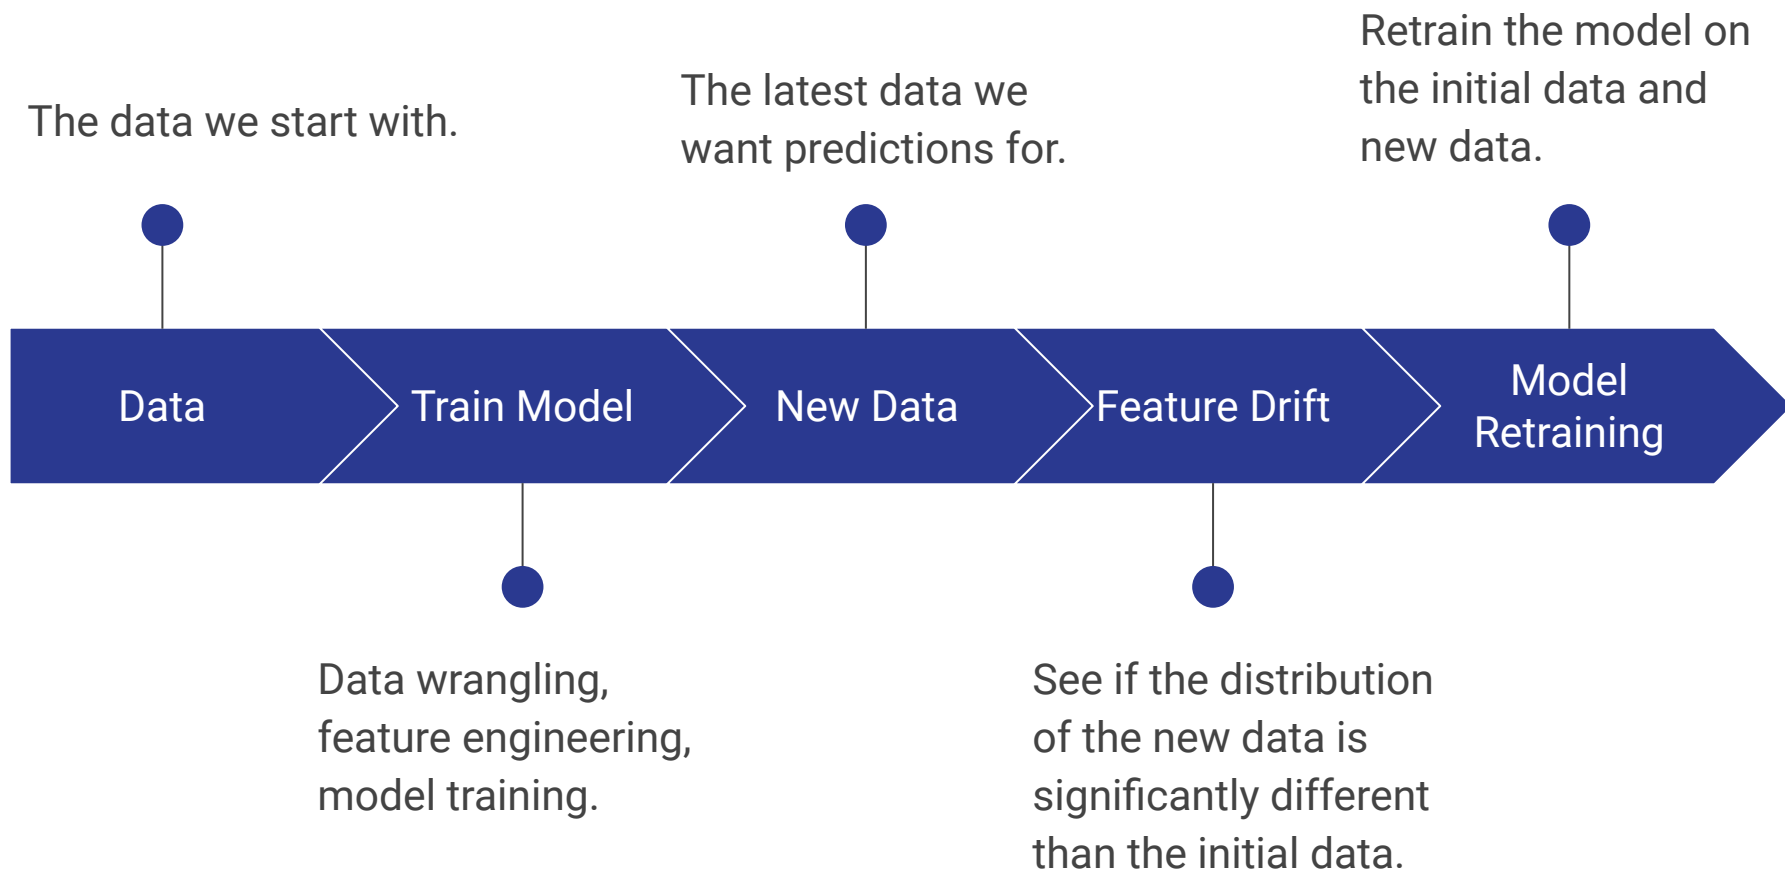 The data we start with.
The latest data we
want predictions for.
Retrain the model on
the initial data and
new data.
Data
Train Model
New Data
Feature Drift
Model
Retraining
Data wrangling,
feature engineering,
model training.
See if the distribution
of the new data is
significantly different
than the initial data.